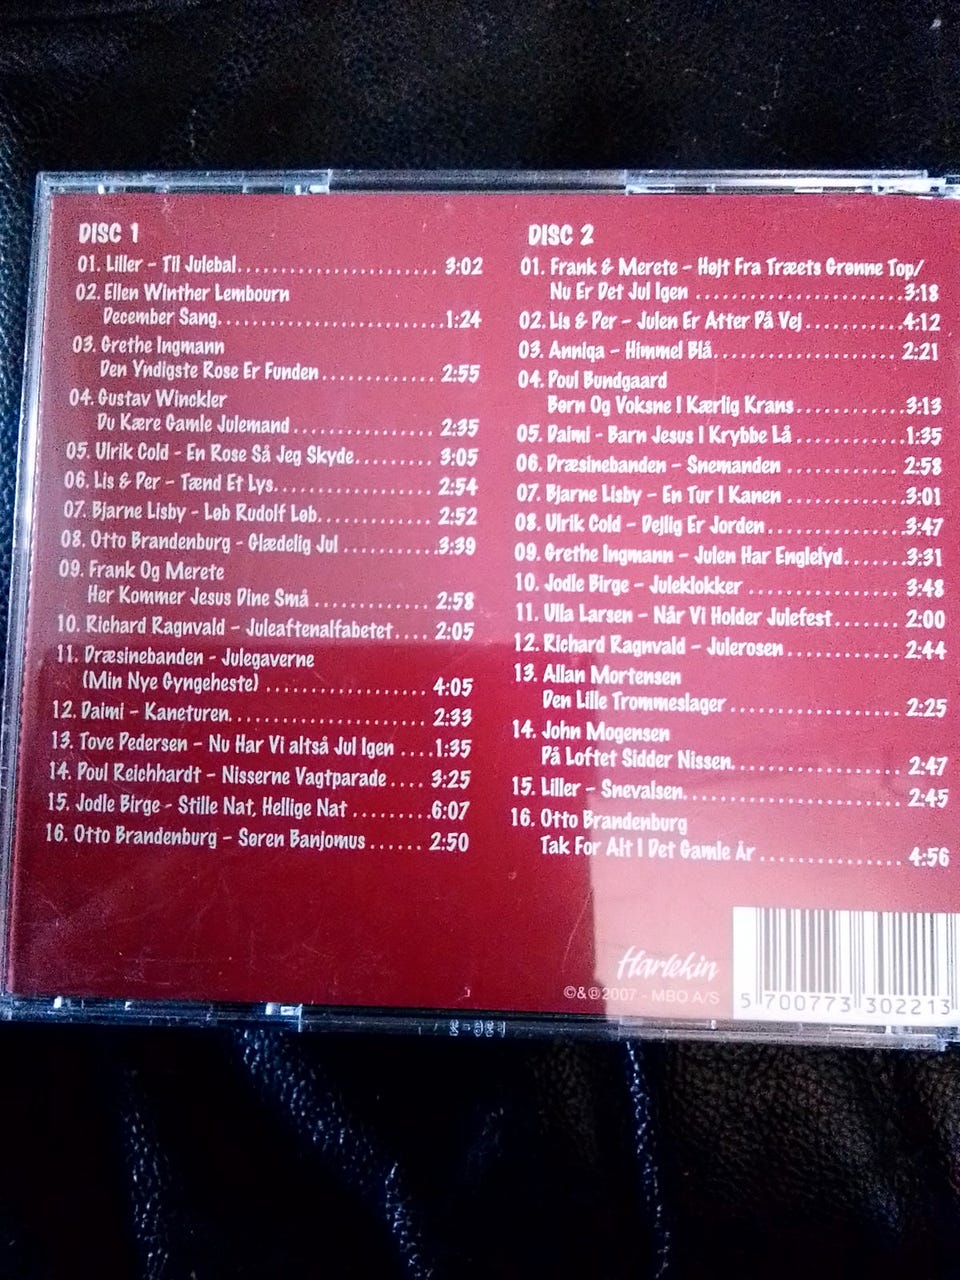 DISC 1
01. Liller - Til Julebal........................ 3:02
02. Ellen Winther Lembourn
December Sang...........................1:24
03. Grethe Ingmann
Den Yndigste Rose Er Funden.............. 2:55
04. Gustav Winckler
Du Kære Gamle Julemand ................. 2:35
05. Ulrik Cold - En Rose Så Jeg Skyde......... 3:05
06. Lis & Per - Tænd Et Lys.................... 2:54
07. Bjarne Lisby - Løb Rudolf Løb.............. 2:52
08. Otto Brandenburg - Glædelig Jul ...........3:39
09. Frank Og Merete
Her Kommer Jesus Dine Små .............. 2:58
10. Richard Ragnvald - Juleaftenalfabetet.... 2:05
11. Dræsinebanden - Julegaverne
(Min Nye Gyngeheste) ................... 4:05
12. Daimi - Kaneturen........................ 2:33
13. Tove Pedersen - Nu Har Vi altså Jul Igen ....1:35
14. Poul Reichhardt - Nisserne Vagtparade .... 3:25
15. Jodle Birge - Stille Nat, Hellige Nat .........6:07
16. Otto Brandenburg - Søren Banjomus ...... 2:50
DISC 2
01. Frank & Merete - Højt Fra Træets Grønne Top/
Nu Er Det Jul Igen ........................3:18
02. Lis & Per - Julen Er Atter På Vej...........4:12
03. Anniqa - Himmel Blå..................... 2:21
04. Poul Bundgaard
Børn Og Voksne I Kærlig Krans.............3:13
05. Daimi - Barn Jesus I Krybbe Lå .............1:35
06. Dræsinebanden - Snemanden ............. 2:58
07. Bjarne Lisby - En Tur I Kanen .............3:01
08. Ulrik Cold - Dejlig Er Jorden................3:47
09. Grethe Ingmann - Julen Har Englelyd.......3:31
10. Jodle Birge - Juleklokker ..................3:48
11. Ulla Larsen - Når Vi Holder Julefest........ 2:00
12. Richard Ragnvald - Julerosen ............. 2:44
13. Allan Mortensen
Den Lille Trommeslager .................. 2:25
14. John Mogensen
På Loftet Sidder Nissen.................... 2:47
15. Liller - Snevalsen......................... 2:45
16. Otto Brandenburg
Tak For Alt I Det Gamle År ................ 4:56
Harlekin
©&℗2007 - MBO A/S
5 700773 302213